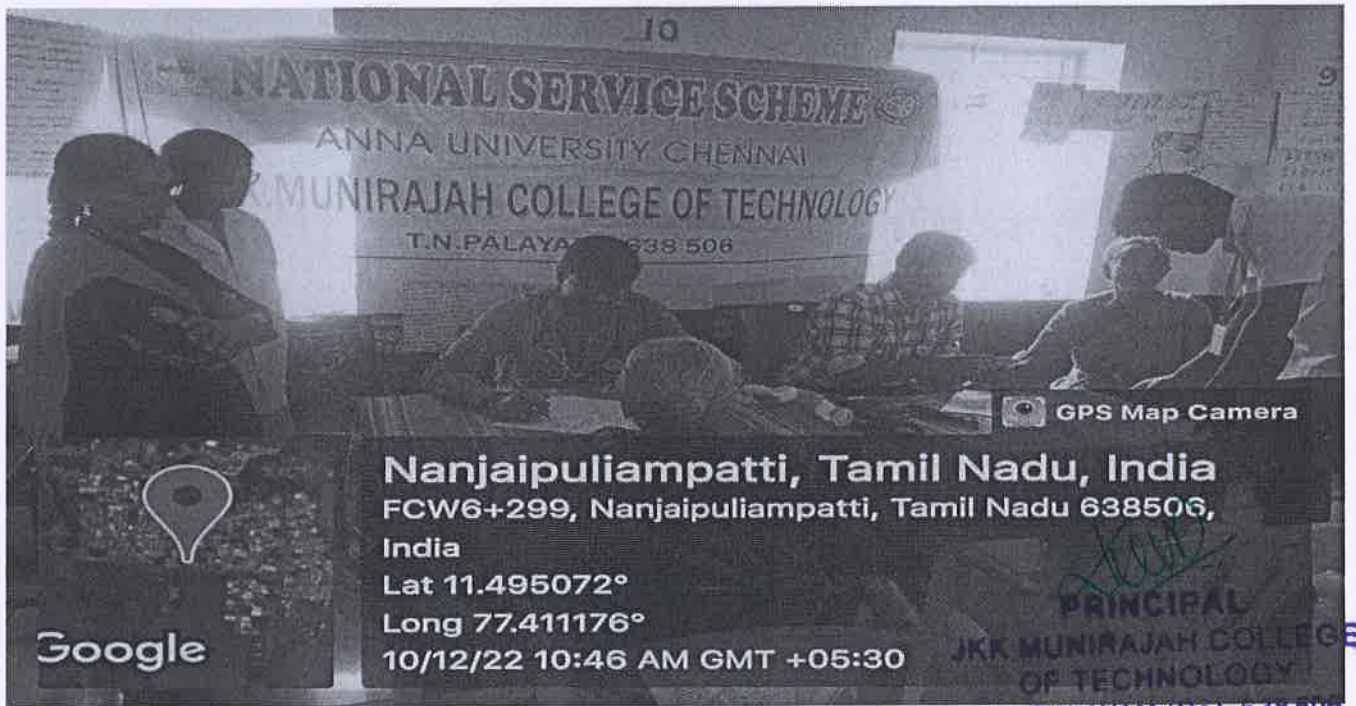 10
9
NATIONAL SERVICE SCHEME
ANNA UNIVERSITY CHENNAI
K.MUNIRAJAH COLLEGE OF TECHNOLOGY
T.N.PALAYA 638 506
GPS Map Camera
Nanjaipuliampatti, Tamil Nadu, India
FCW6+299, Nanjaipuliampatti, Tamil Nadu 638506,
India
Lat 11.495072°
Long 77.411176°
10/12/22 10:46 AM GMT +05:30
Google
PRINCIPAL
JKK MUNIRAJAH COLLEGE
OF TECHNOLOGY